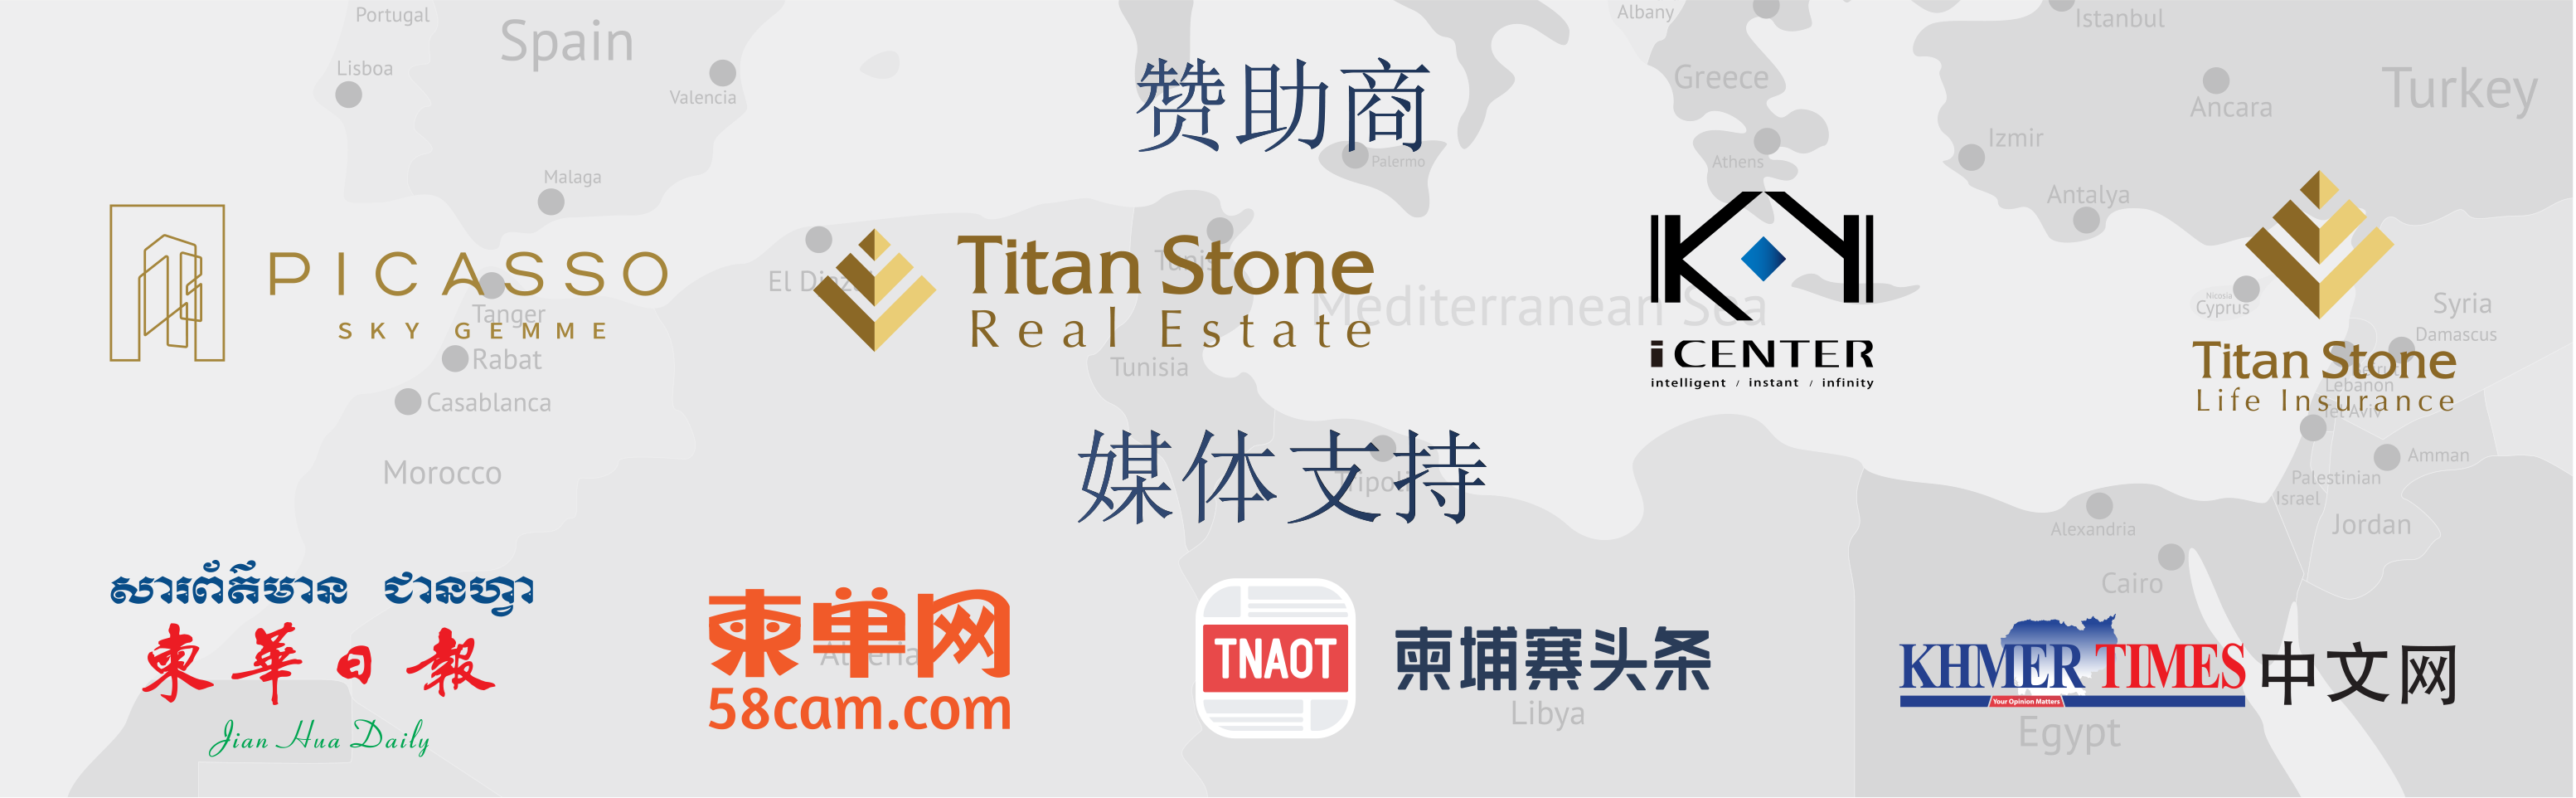 Portugal
Spain
Lisboa
Valencia
Malaga
Albany
Istanbul
Greece
Ancara
Turkey
Izmir
Athens
Palermo
Antalya
赞助商
PICASSO
SKY GEMME
Tanger
Rabat
Casablanca
Morocco
El
Tunis
Titan Stone
Real Estate
Mediterranean Sea
Tunisia
iCENTER
intelligent / instant / infinity
Nicosia
Cyprus
Syria
Damascus
Titan Stone
Life Insurance
Lebanon
Tel Aviv
媒体支持
Tripoli
Amman
Palestinian
Israel
Jordan
Alexandria
Cairo
សារព័ត៌មាន ជានហ្វា
柬華日報
Jian Hua Daily
柬单网
58cam.com
Algeria
TNAOT
柬埔寨头条
Libya
KHMER TIMES 中文网
Your Opinion Matters
Egypt